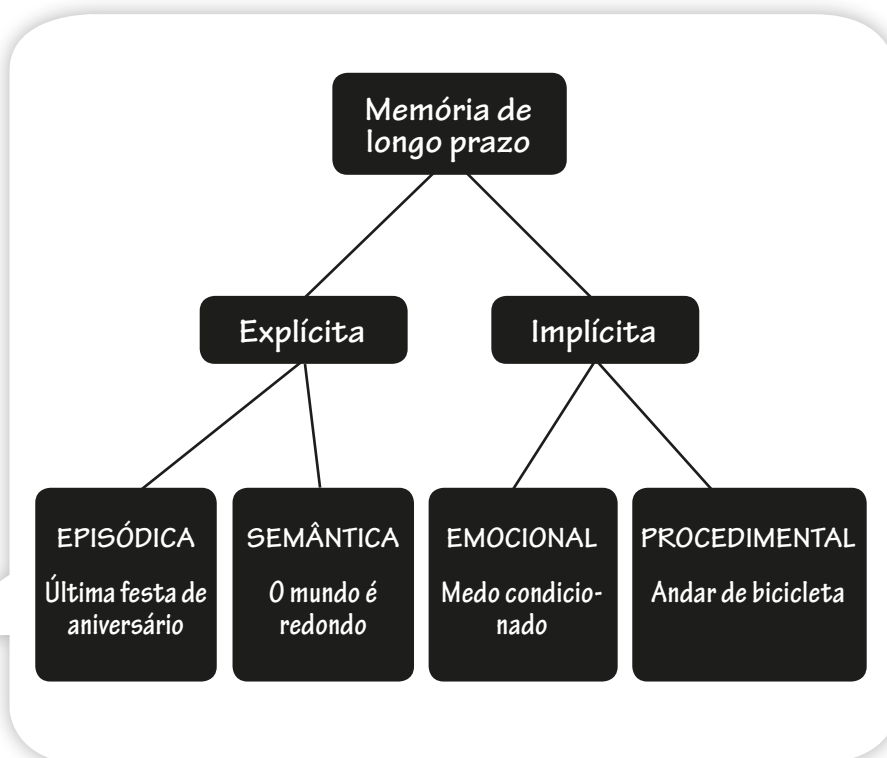 Memória de
longo prazo
Explícita
Implícita
EPISÓDICA
Última festa de
aniversário
SEMÂNTICA
O mundo é
redondo
EMOCIONAL
Medo condicio-
nado
PROCEDIMENTAL
Andar de bicicleta